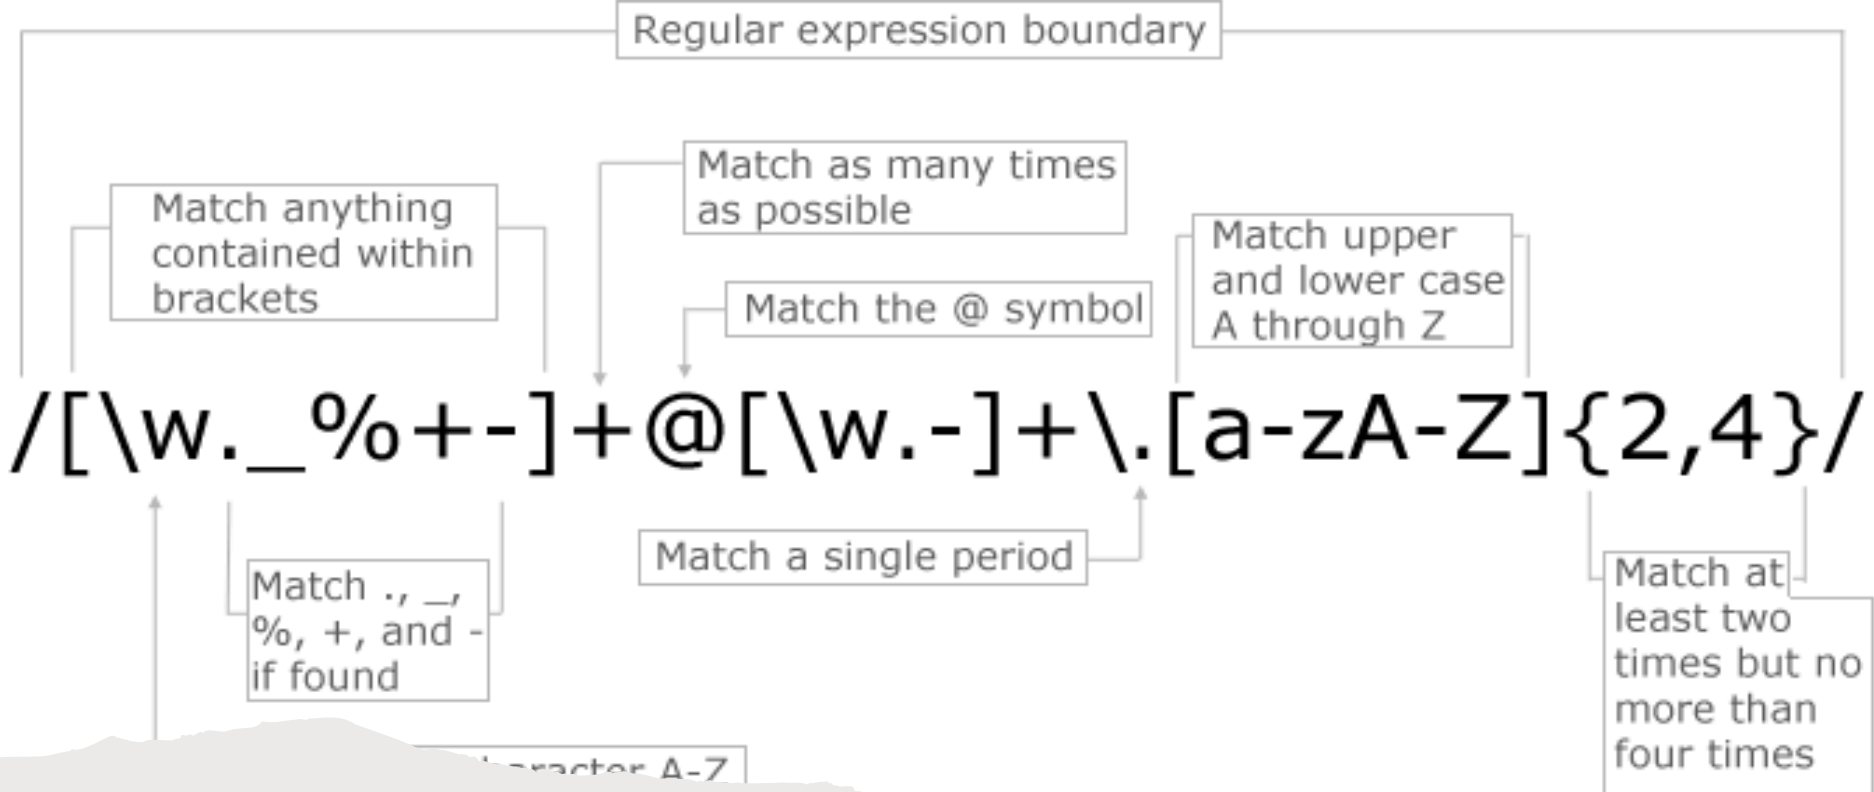 Regular expression boundary
Match as many times
as possible
Match anything
contained within
brackets
Match upper
and lower case
A through Z
Match the @ symbol
/[\w._%+-]+@[\w.-]+\.[a-zA-Z]{2,4}/
Match a single period
Match ., _,
%, +, and -
if found
Match at
least two
times but no
more than
four times
A-Z